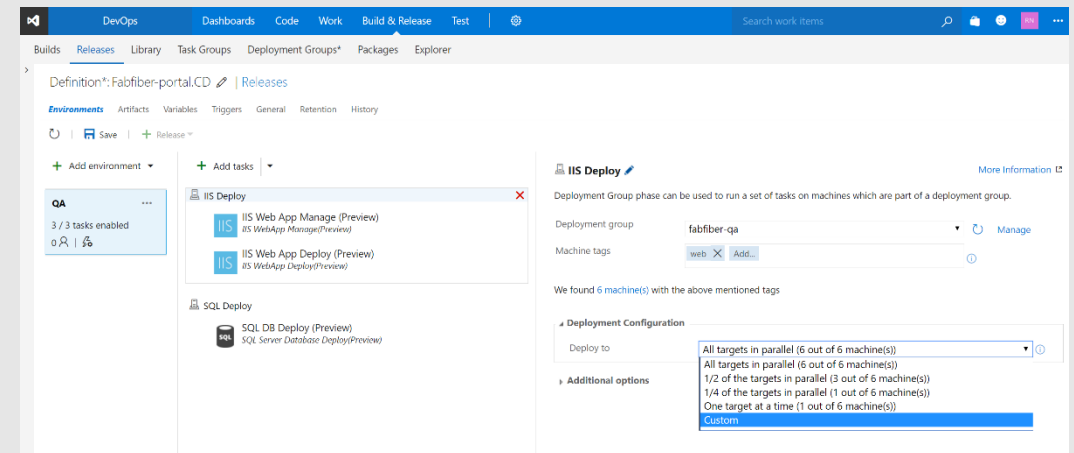 DevOps Dashboards Code Work Build & Release Test Search work items RN ...
Builds Releases Library Task Groups Deployment Groups* Packages Explorer
Definition*: Fabfiber-portal.CD | Releases
Environments Artifacts Variables Triggers General Retention History
Save | + Release
+ Add environment
QA ...
3 / 3 tasks enabled
0 |
+ Add tasks
IIS Deploy
IIS IIS Web App Manage (Preview)
IIS WebApp Manage(Preview)
IIS IIS Web App Deploy (Preview)
IIS WebApp Deploy(Preview)
SQL Deploy
SQL SQL DB Deploy (Preview)
SQL Server Database Deploy(Preview)
IIS Deploy More Information
Deployment Group phase can be used to run a set of tasks on machines which are part of a deployment group.
Deployment group fabfiber-qa Manage
Machine tags web X Add...
We found 6 machine(s) with the above mentioned tags
Deployment Configuration
Deploy to All targets in parallel (6 out of 6 machine(s))
All targets in parallel (6 out of 6 machine(s))
1/2 of the targets in parallel (3 out of 6 machine(s))
1/4 of the targets in parallel (1 out of 6 machine(s))
One target at a time (1 out of 6 machine(s))
Custom
Additional options